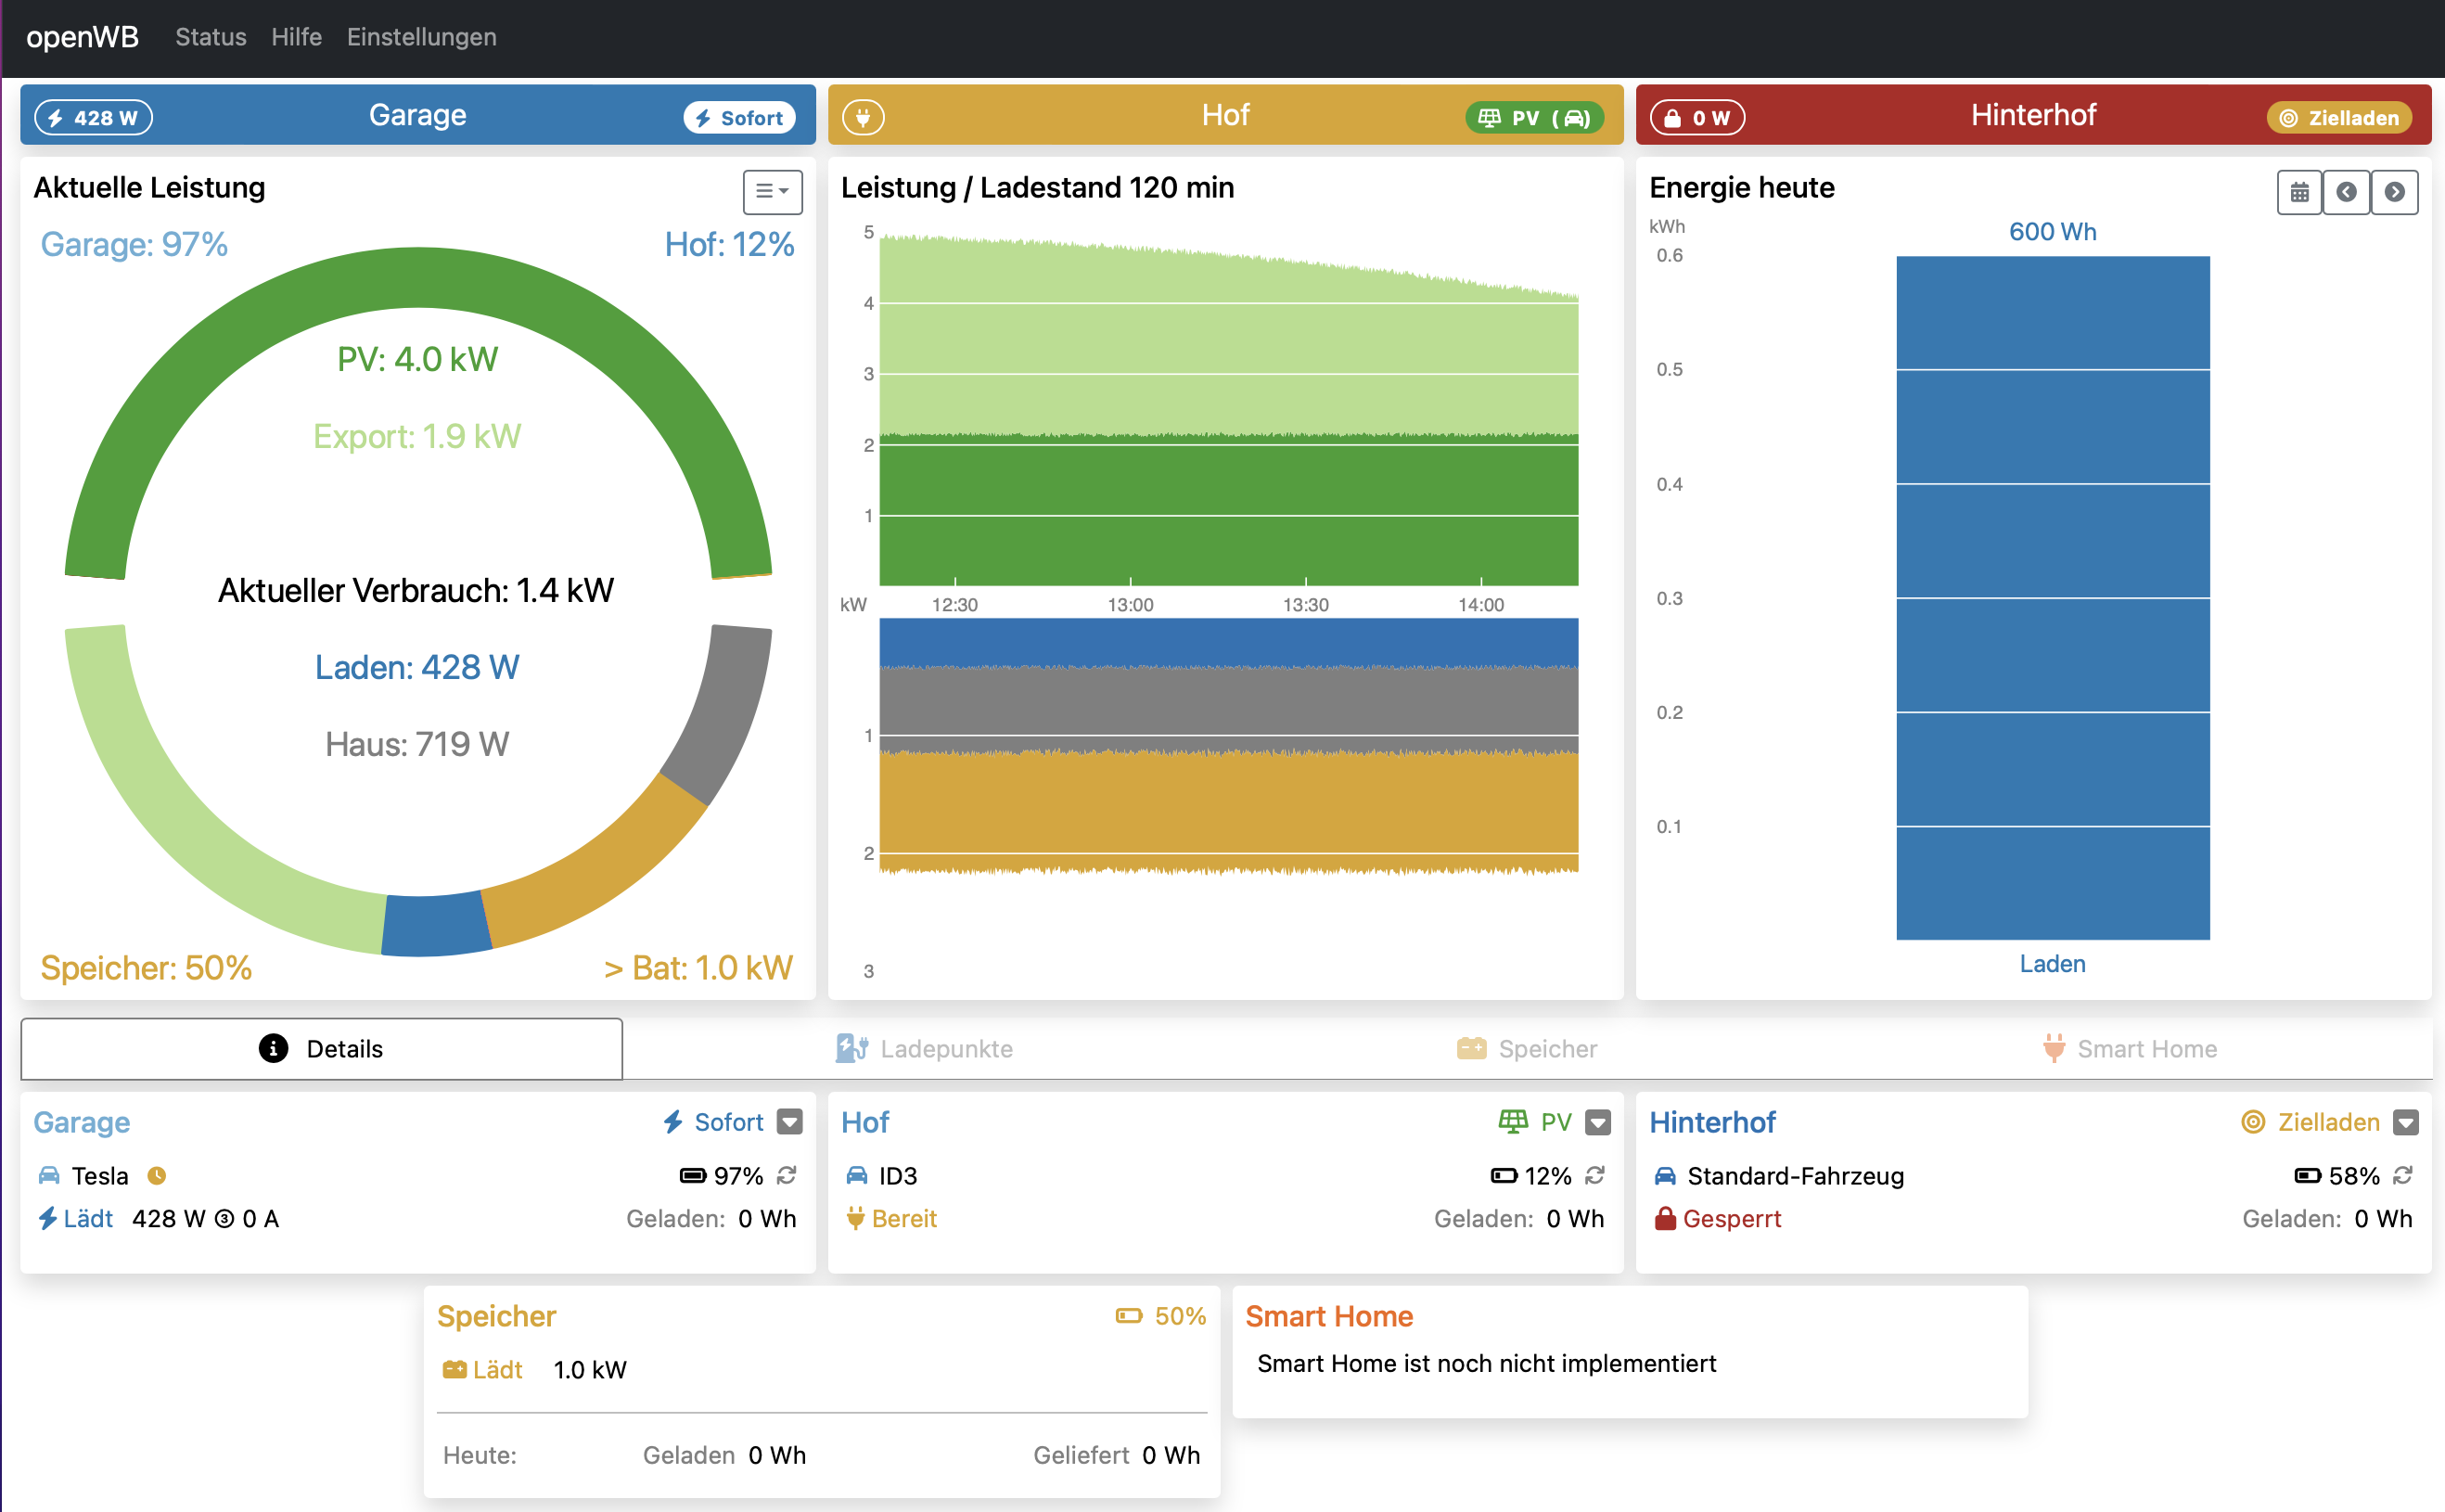 openWB Status Hilfe Einstellungen
428 W Garage Sofort
Hof PV ( )
0 W Hinterhof Zielladen
Aktuelle Leistung
Garage: 97% Hof: 12%
PV: 4.0 kW
Export: 1.9 kW
Aktueller Verbrauch: 1.4 kW
Laden: 428 W
Haus: 719 W
Speicher: 50% > Bat: 1.0 kW
Leistung / Ladestand 120 min
5
4
3
2
1
kW 12:30 13:00 13:30 14:00
1
2
3
Energie heute
kWh
600 Wh
0.6
0.5
0.4
0.3
0.2
0.1
Laden
Details Ladepunkte Speicher Smart Home
Garage Sofort
Tesla 97%
Lädt 428 W 3 0 A Geladen: 0 Wh
Hof PV
ID3 12%
Bereit Geladen: 0 Wh
Hinterhof Zielladen
Standard-Fahrzeug 58%
Gesperrt Geladen: 0 Wh
Speicher 50%
Lädt 1.0 kW
Heute: Geladen 0 Wh Geliefert 0 Wh
Smart Home
Smart Home ist noch nicht implementiert